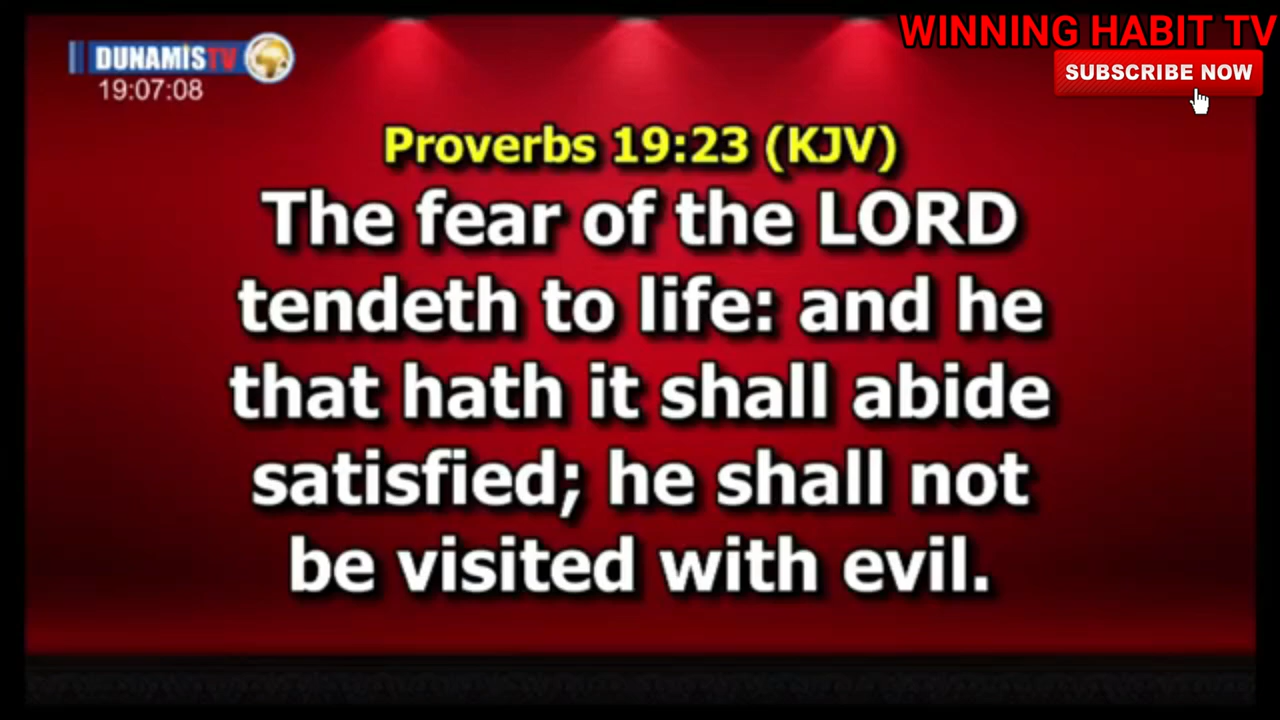 WINNING HABIT TV
DUNAMIS TV
SUBSCRIBE NOW
19:07:08
Proverbs 19:23 (KJV)
The fear of the LORD
tendeth to life: and he
that hath it shall abide
satisfied; he shall not
be visited with evil.